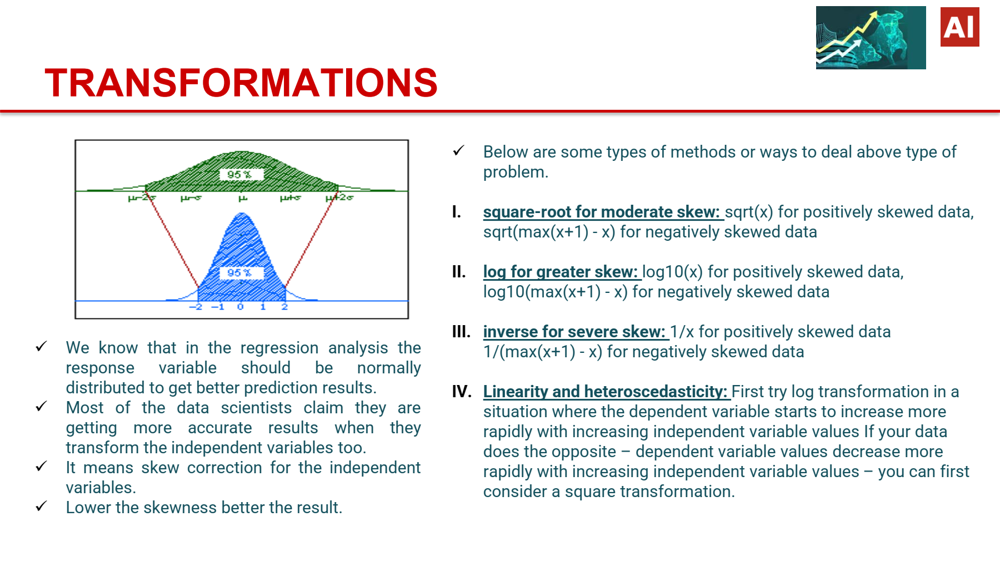 AI
TRANSFORMATIONS
95%
μ-2σ μ-σ μ μ+σ μ+2σ
95%
-2 -1 0 1 2
✓ We know that in the regression analysis the
response variable should be normally
distributed to get better prediction results.
✓ Most of the data scientists claim they are
getting more accurate results when they
transform the independent variables too.
✓ It means skew correction for the independent
variables.
✓ Lower the skewness better the result.
✓ Below are some types of methods or ways to deal above type of
problem.
I. square-root for moderate skew: sqrt(x) for positively skewed data,
sqrt(max(x+1) - x) for negatively skewed data
II. log for greater skew: log10(x) for positively skewed data,
log10(max(x+1) - x) for negatively skewed data
III. inverse for severe skew: 1/x for positively skewed data
1/(max(x+1) - x) for negatively skewed data
IV. Linearity and heteroscedasticity: First try log transformation in a
situation where the dependent variable starts to increase more
rapidly with increasing independent variable values If your data
does the opposite – dependent variable values decrease more
rapidly with increasing independent variable values – you can first
consider a square transformation.